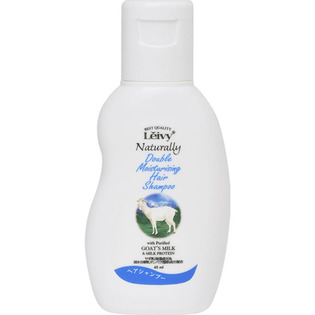 BEST QUALITY
Leivy
Naturally
Double
Moisturising
Hair
Shampoo
with Purified
GOAT'S MILK
& MILK PROTEIN
45 ml
ヘアシャンプー